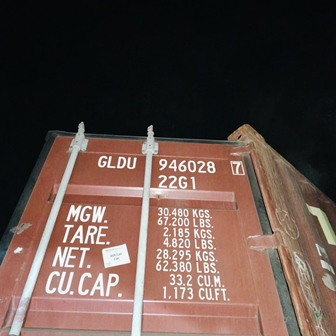 GLDU 946028 7
22G1
MGW. 30.480 KGS.
67.200 LBS.
TARE. 2.185 KGS.
4.820 LBS.
NET. 28.295 KGS.
62.380 LBS.
CU.CAP. 33.2 CU.M.
1.173 CU.FT.